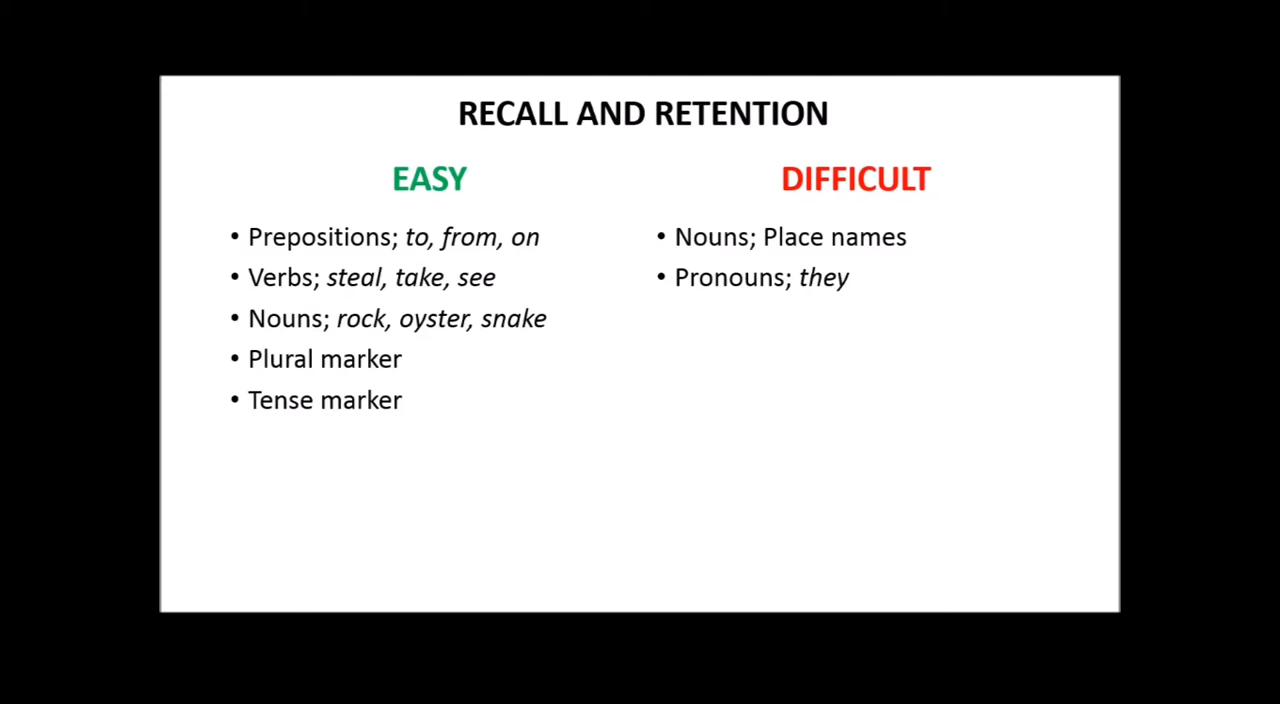 RECALL AND RETENTION
EASY
• Prepositions; to, from, on
• Verbs; steal, take, see
• Nouns; rock, oyster, snake
• Plural marker
• Tense marker
DIFFICULT
• Nouns; Place names
• Pronouns; they